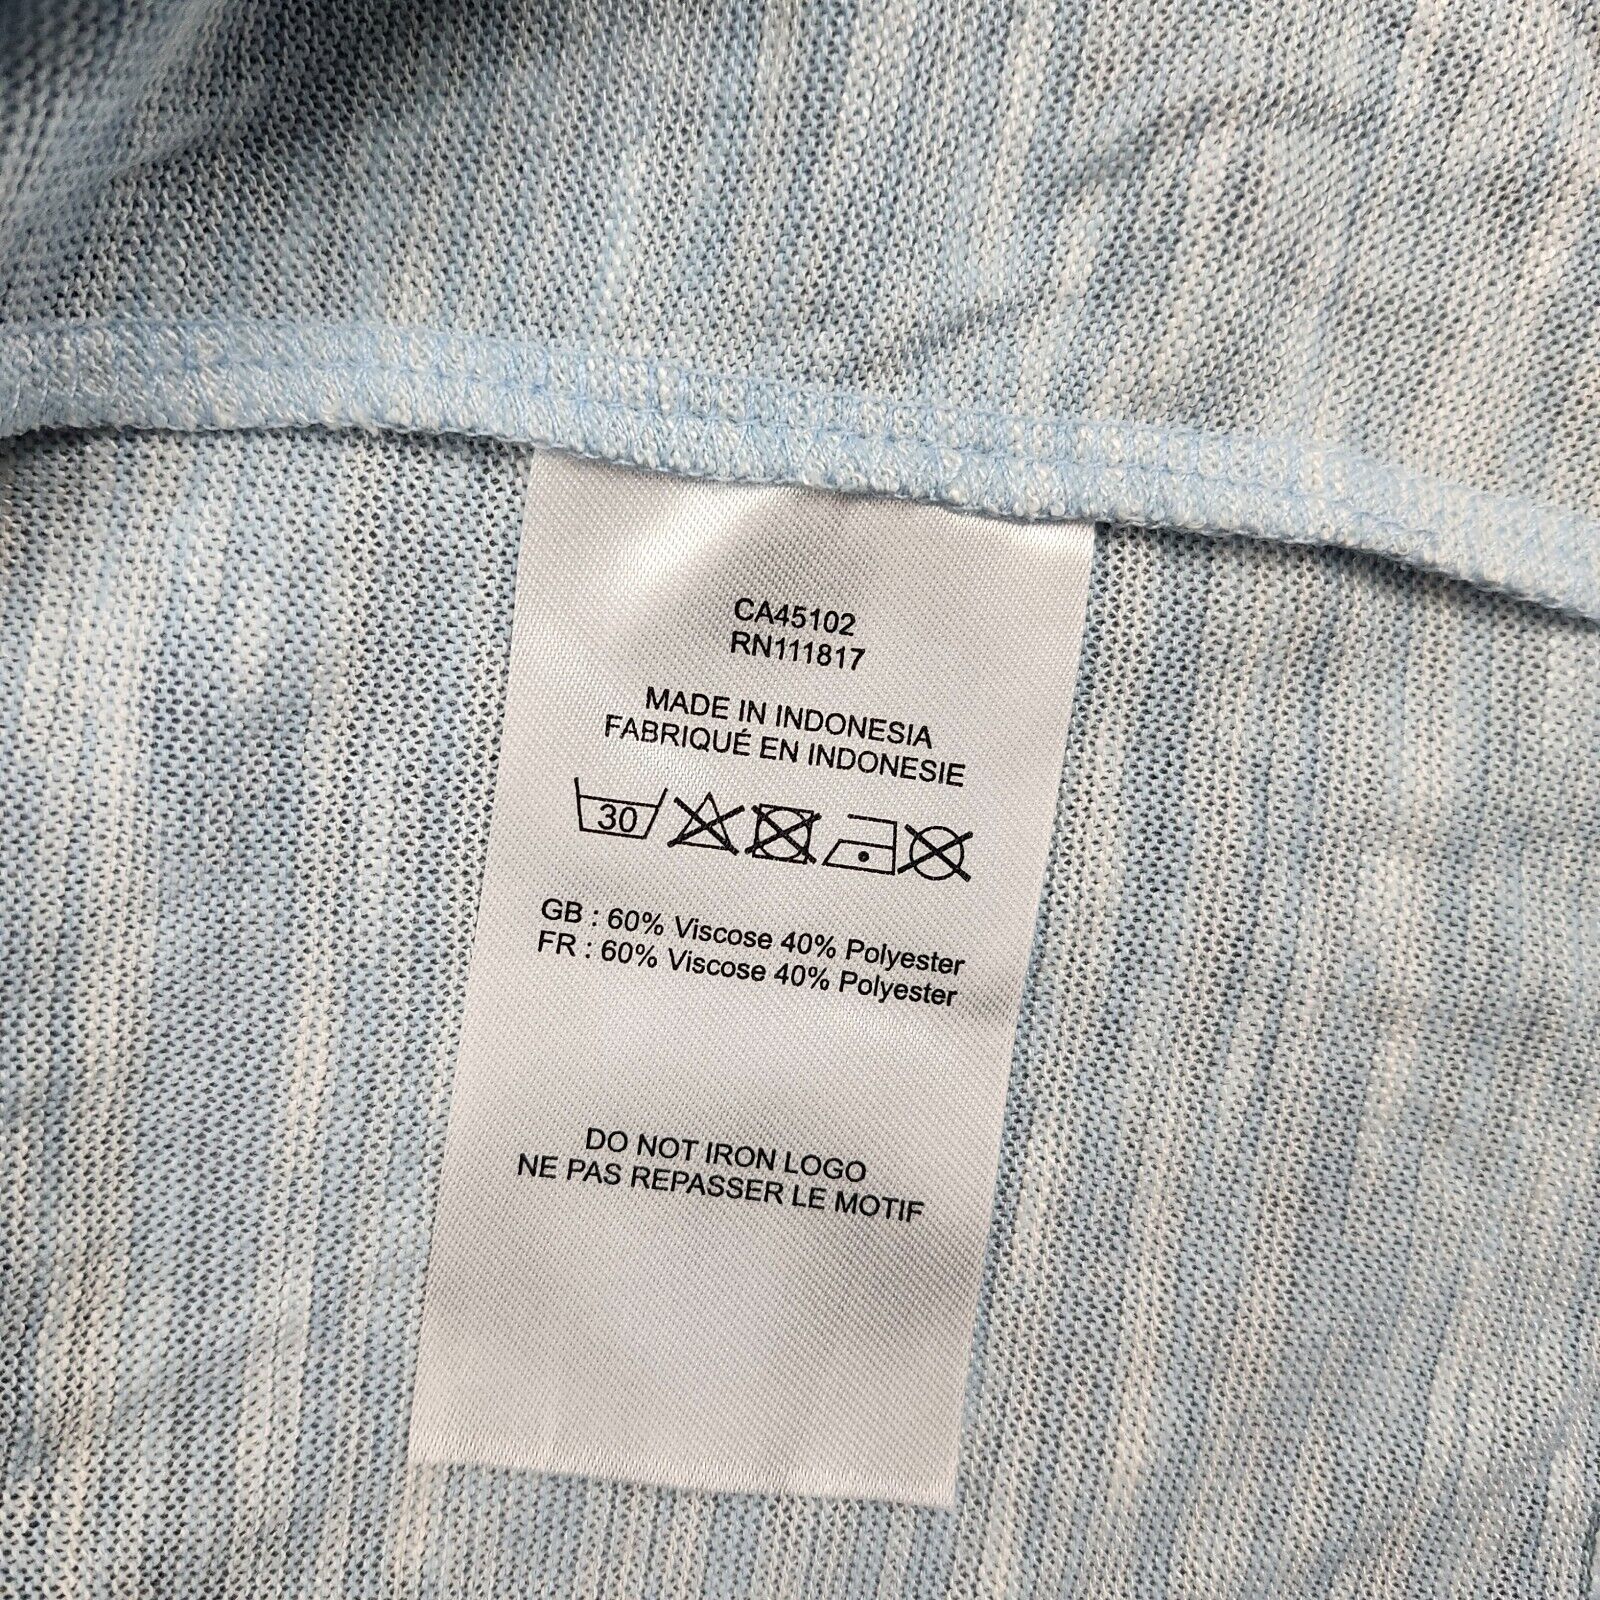 CA45102
RN111817
MADE IN INDONESIA
FABRIQUÉ EN INDONESIE
30
GB : 60% Viscose 40% Polyester
FR : 60% Viscose 40% Polyester
DO NOT IRON LOGO
NE PAS REPASSER LE MOTIF